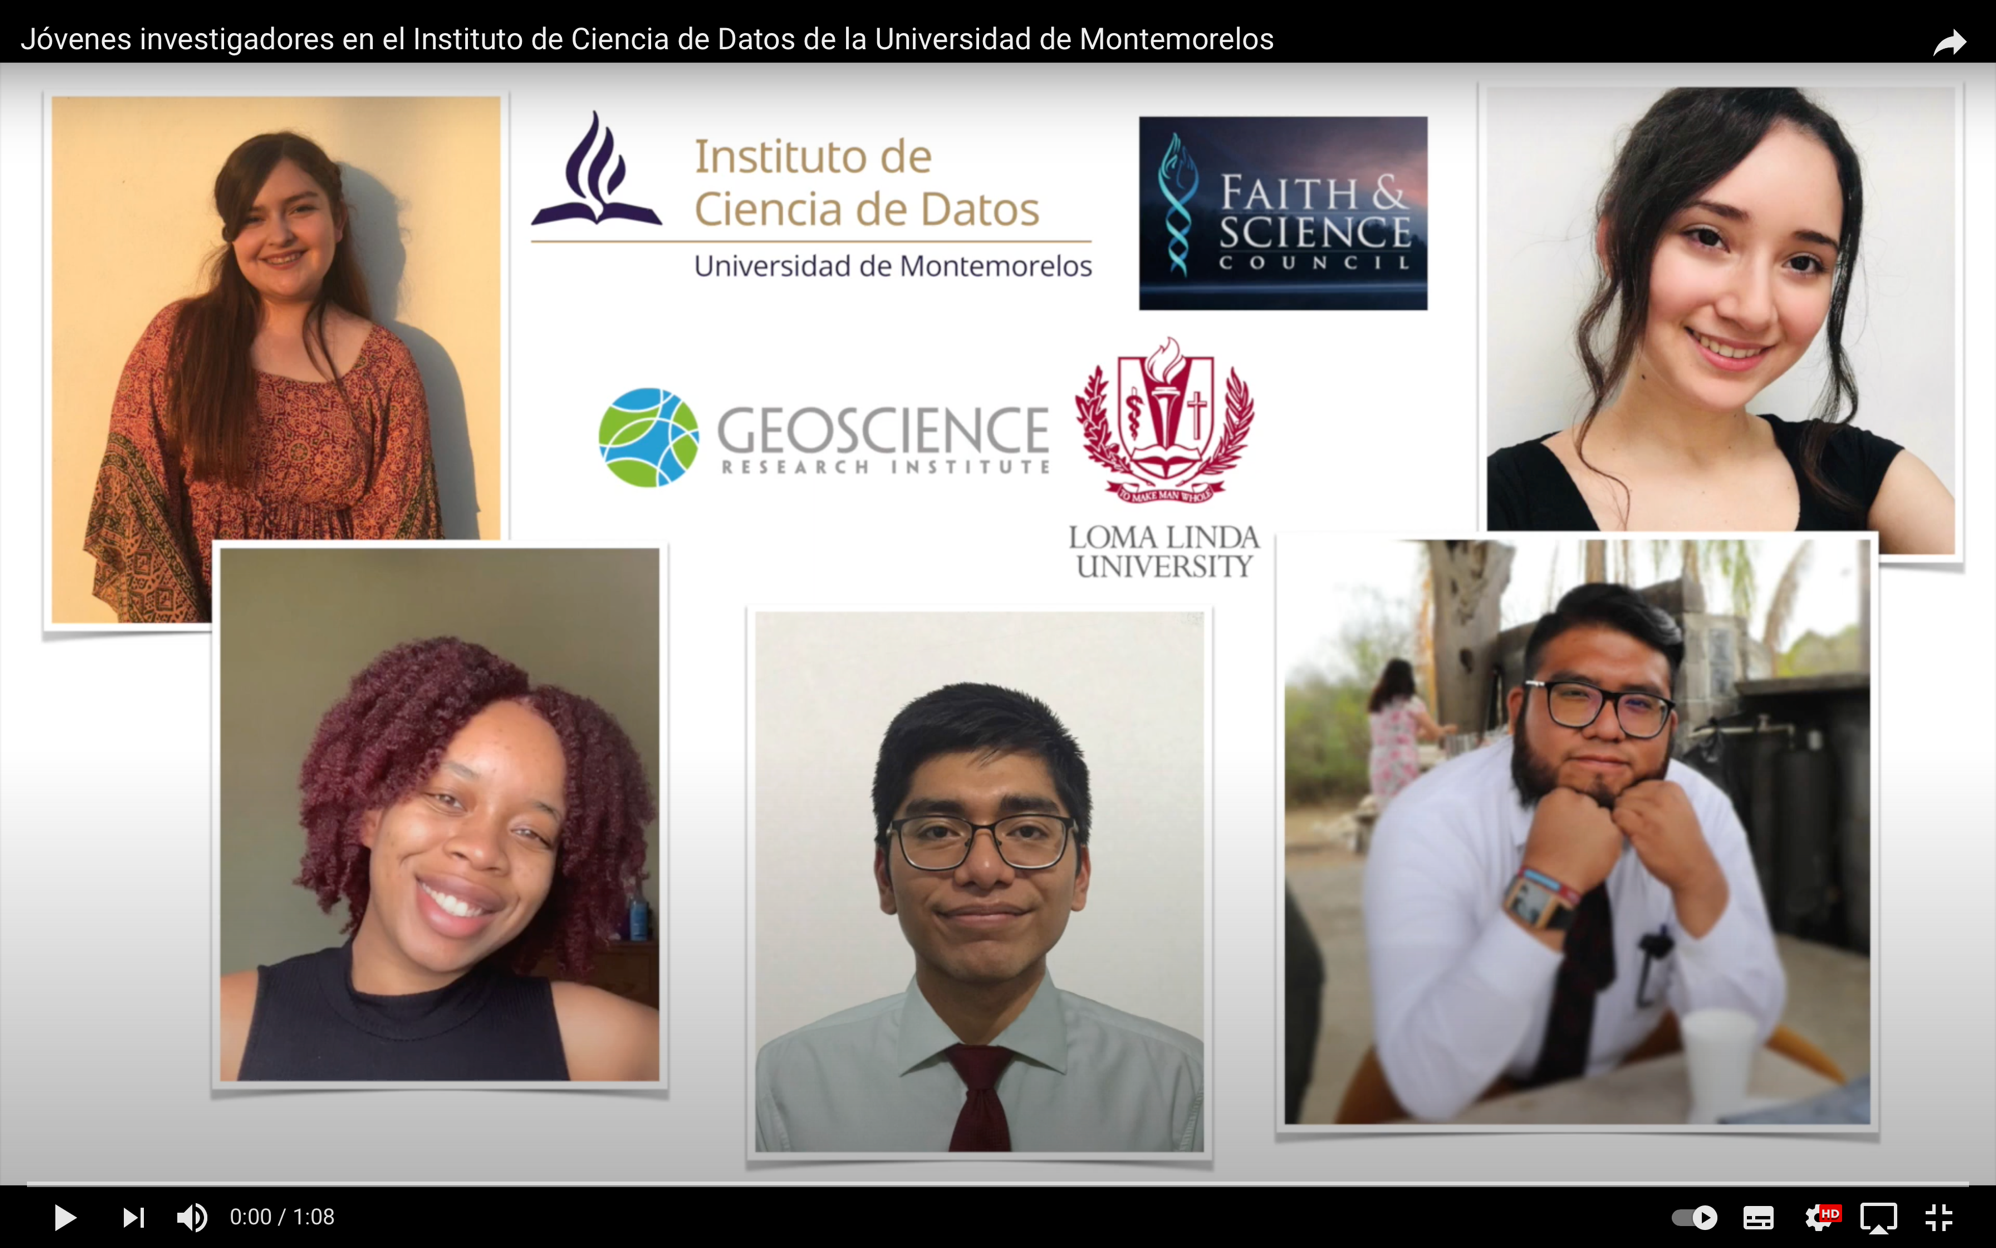 Jóvenes investigadores en el Instituto de Ciencia de Datos de la Universidad de Montemorelos
Instituto de
Ciencia de Datos
Universidad de Montemorelos
FAITH &
SCIENCE
COUNCIL
GEOSCIENCE
RESEARCH INSTITUTE
TO MAKE MAN WHOLE
LOMA LINDA
UNIVERSITY
0:00 / 1:08
HD